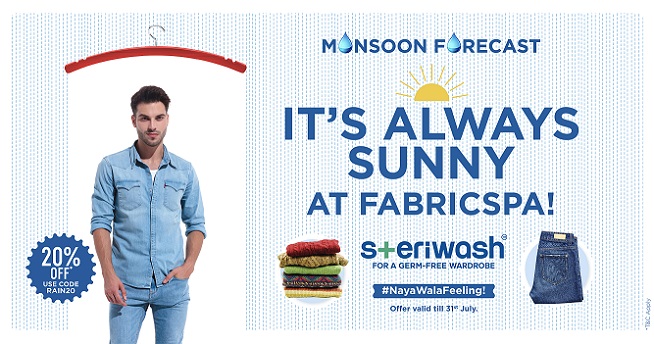 MONSOON FORECAST
IT'S ALWAYS
SUNNY
AT FABRICSPA!
steriwash®
FOR A GERM-FREE WARDROBE
#NayaWalaFeeling!
Offer valid till 31st July.
20%
OFF*
USE CODE
RAIN20
*T&C Apply